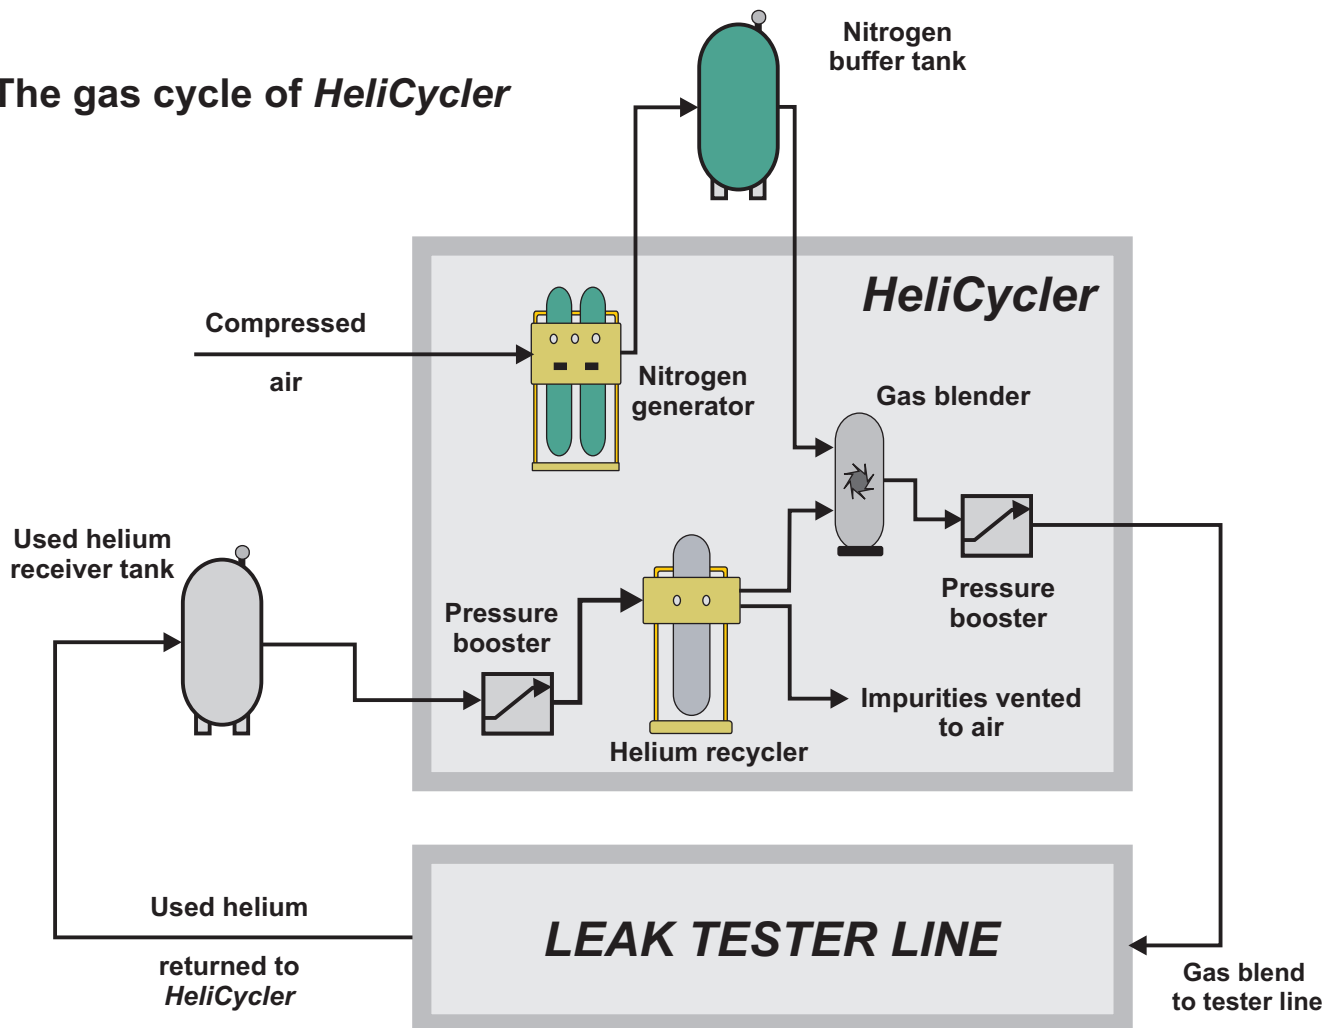 The gas cycle of HeliCycler
Nitrogen
buffer tank
HeliCycler
Compressed
air
Nitrogen
generator
Gas blender
Used helium
receiver tank
Pressure
booster
Pressure
booster
Impurities vented
to air
Helium recycler
Used helium
returned to
HeliCycler
LEAK TESTER LINE
Gas blend
to tester line